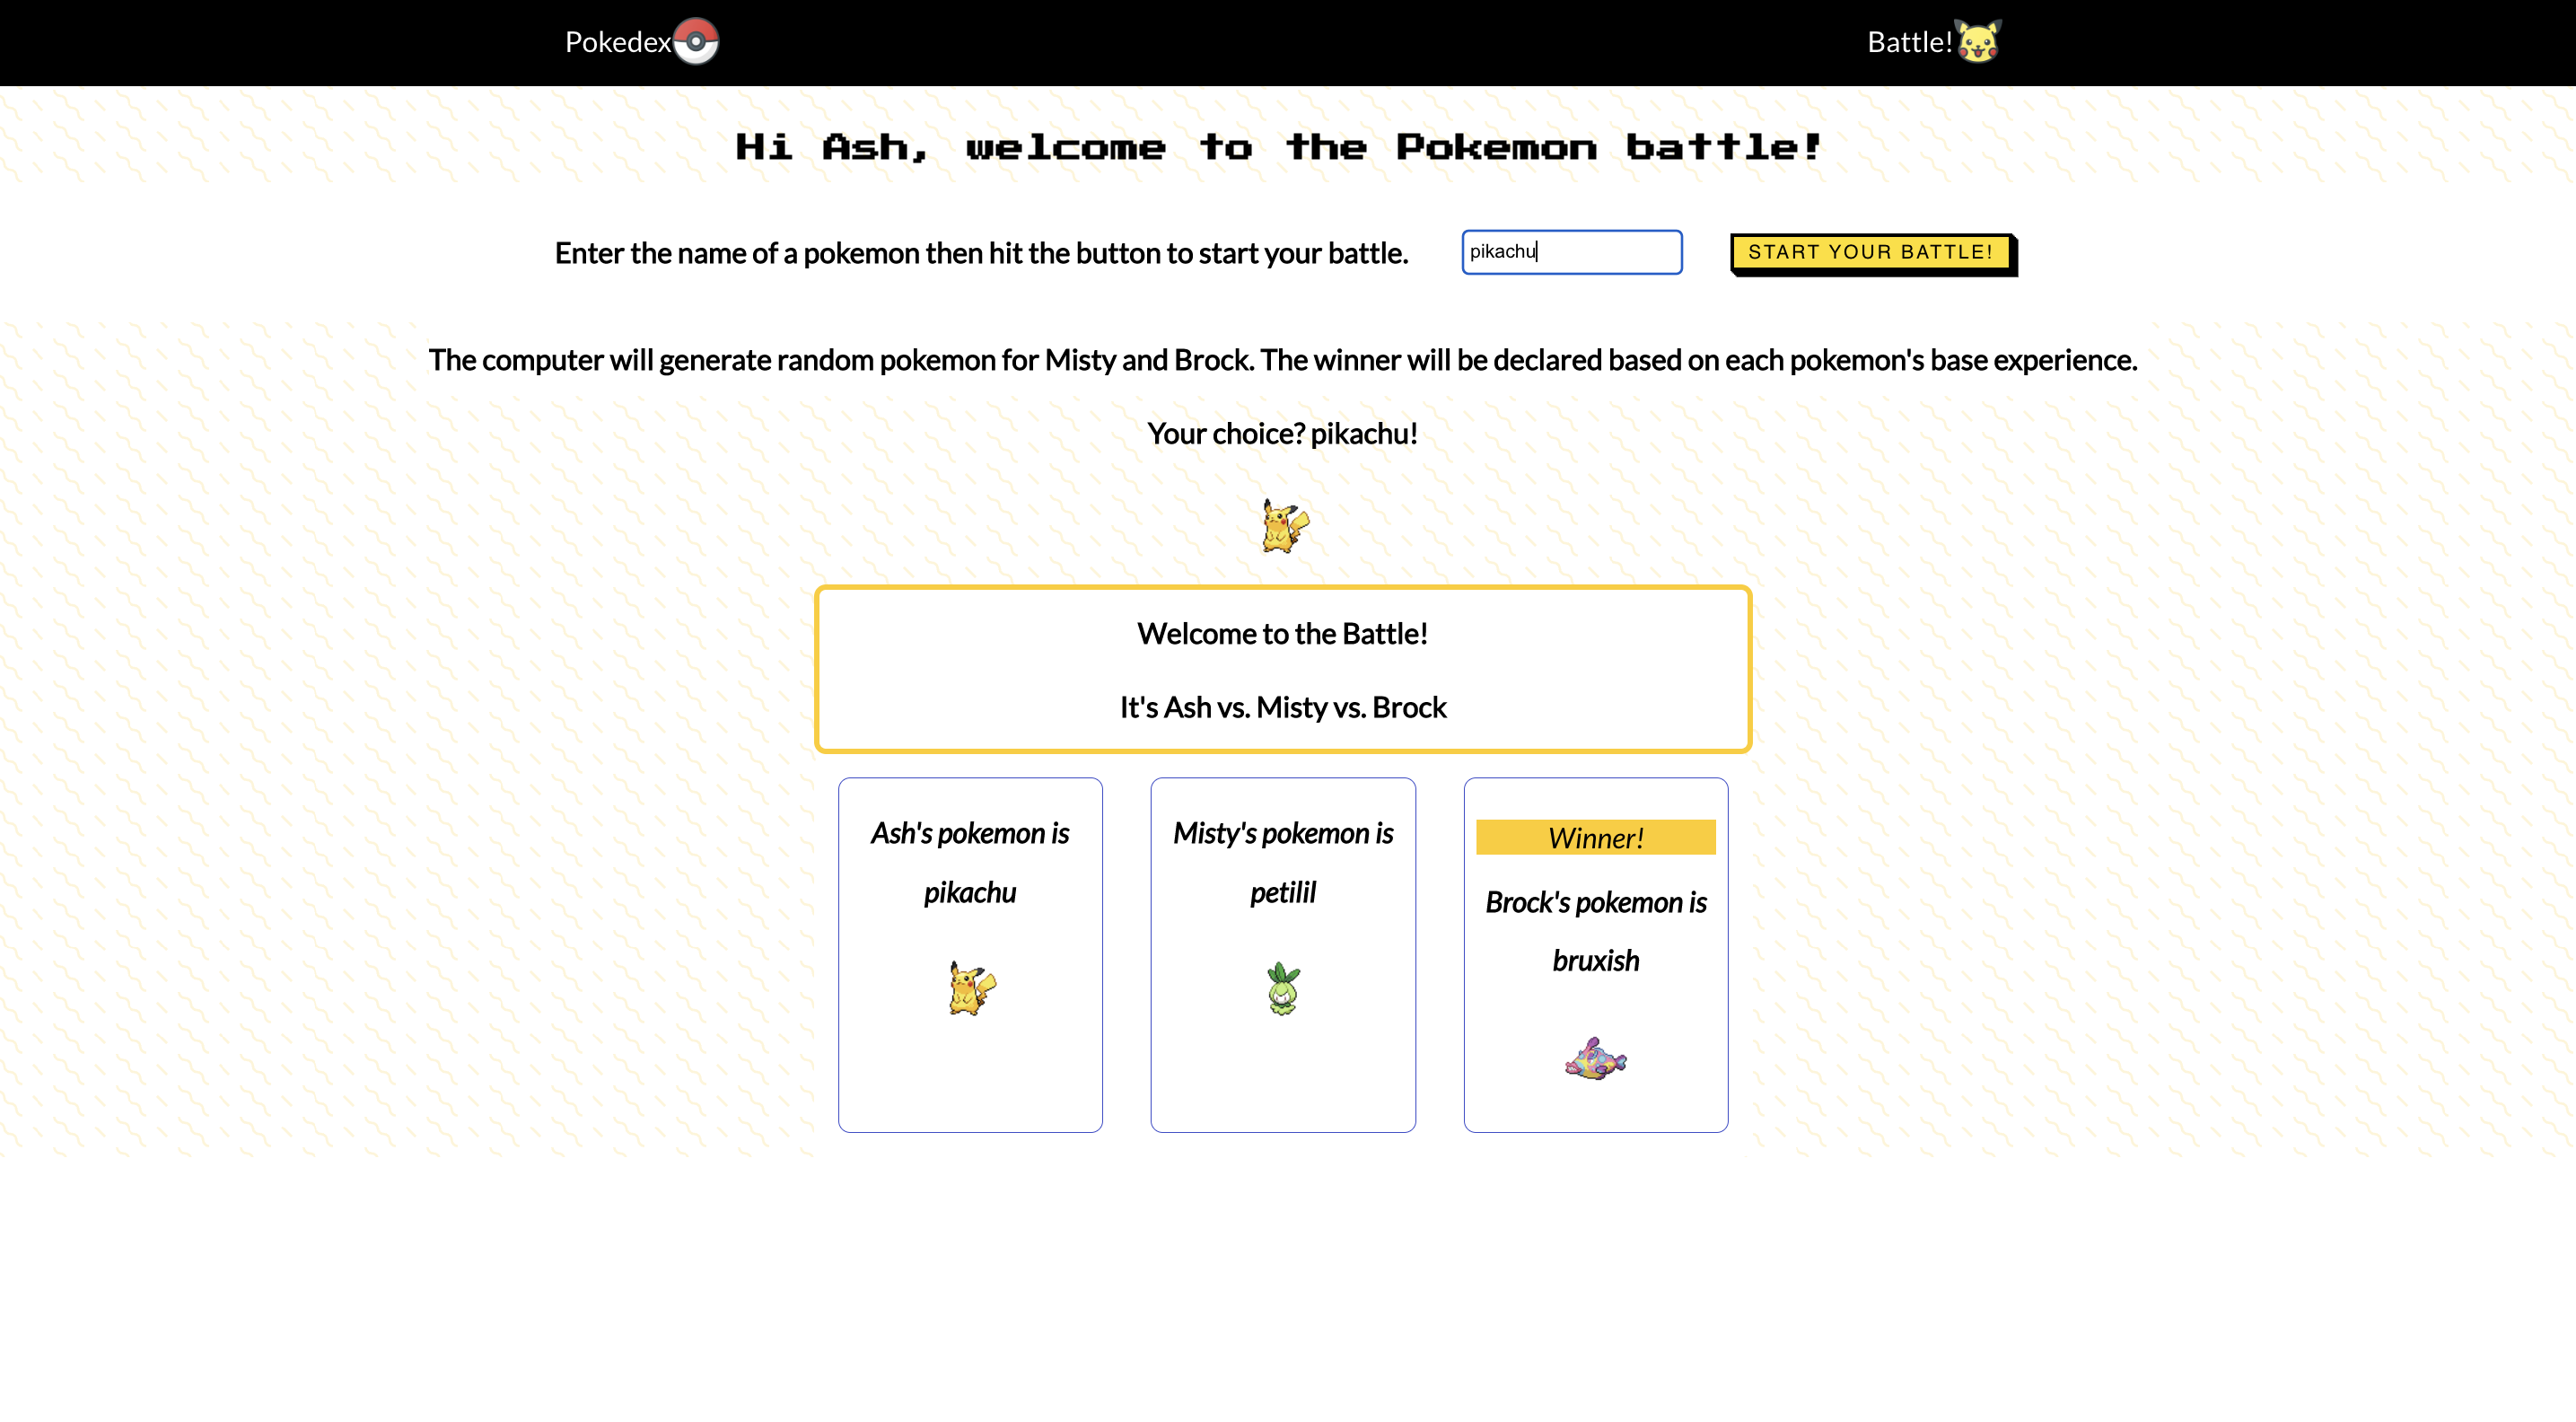 Pokedex
Battle!
Hi Ash, welcome to the Pokemon battle!
Enter the name of a pokemon then hit the button to start your battle.
pikachu
START YOUR BATTLE!
The computer will generate random pokemon for Misty and Brock. The winner will be declared based on each pokemon's base experience.
Your choice? pikachu!
Welcome to the Battle!
It's Ash vs. Misty vs. Brock
Ash's pokemon is
pikachu
Misty's pokemon is
petilil
Winner!
Brock's pokemon is
bruxish